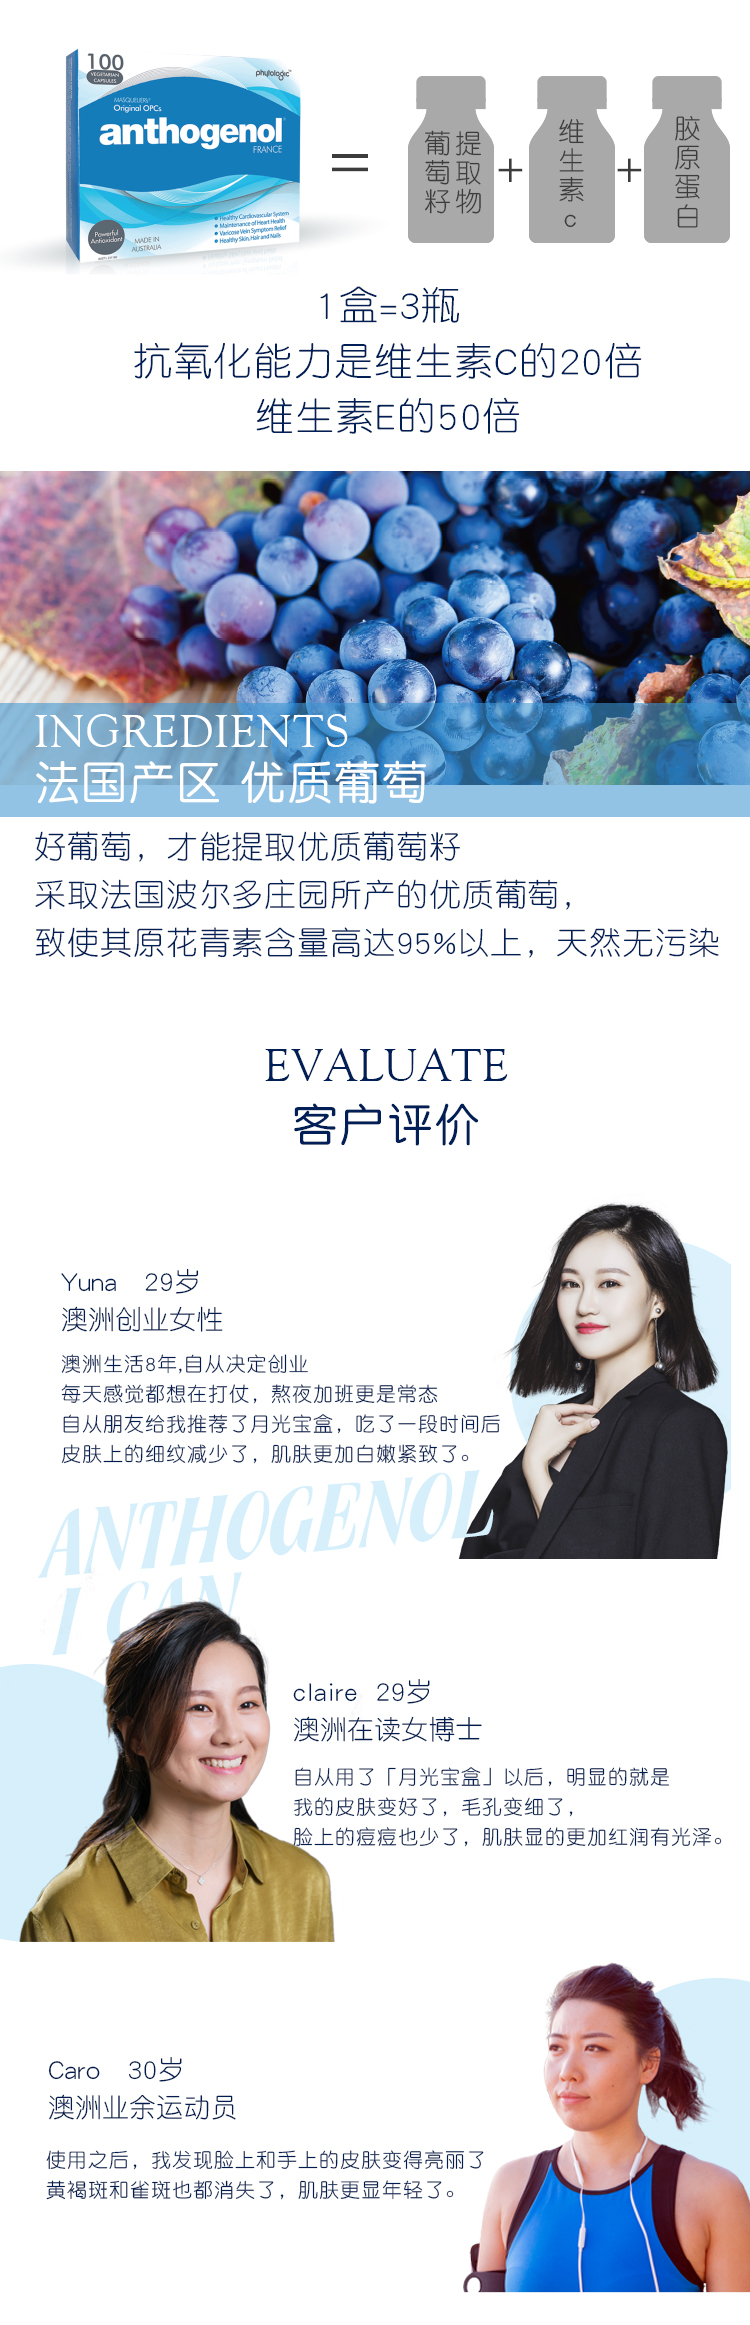 100
VEGETARIAN
CAPSULES
phytologic
MASQUELIER's
Original OPCs
anthogenol
FRANCE
Healthy Cardiovascular System
Maintenance of Heart Health
Varicose Vein Symptom Relief
Healthy Skin, Hair and Nails
Powerful
Antioxidant
MADE IN
AUSTRALIA
=
葡萄籽
提取物
+
维生素c
+
胶原蛋白
1盒=3瓶
抗氧化能力是维生素C的20倍
维生素E的50倍
INGREDIENTS
法国产区 优质葡萄
好葡萄，才能提取优质葡萄籽
采取法国波尔多庄园所产的优质葡萄，
致使其原花青素含量高达95%以上，天然无污染
EVALUATE
客户评价
Yuna 29岁
澳洲创业女性
澳洲生活8年,自从决定创业
每天感觉都想在打仗，熬夜加班更是常态
自从朋友给我推荐了月光宝盒，吃了一段时间后
皮肤上的细纹减少了，肌肤更加白嫩紧致了。
ANTHOGENOL
I CAN
claire 29岁
澳洲在读女博士
自从用了「月光宝盒」以后，明显的就是
我的皮肤变好了，毛孔变细了，
脸上的痘痘也少了，肌肤显的更加红润有光泽。
Caro 30岁
澳洲业余运动员
使用之后，我发现脸上和手上的皮肤变得亮丽了
黄褐斑和雀斑也都消失了，肌肤更显年轻了。